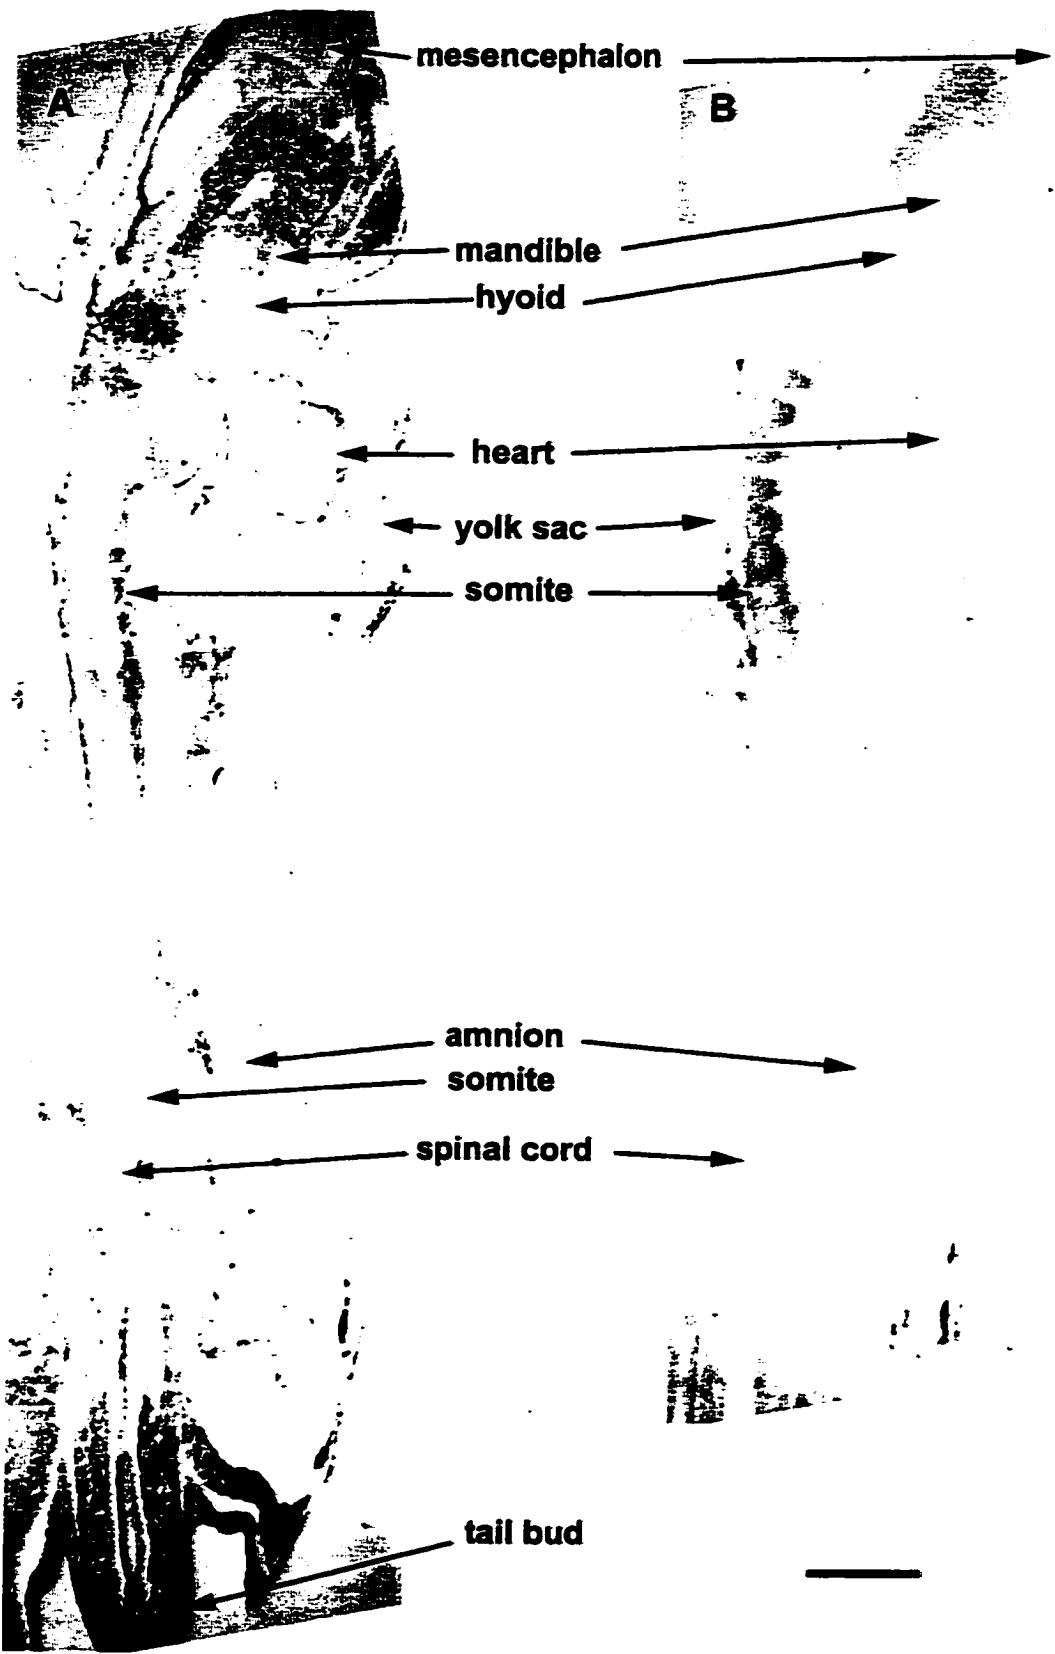 mesencephalon
A
B
mandible
hyoid
heart
yolk sac
somite
amnion
somite
spinal cord
tail bud